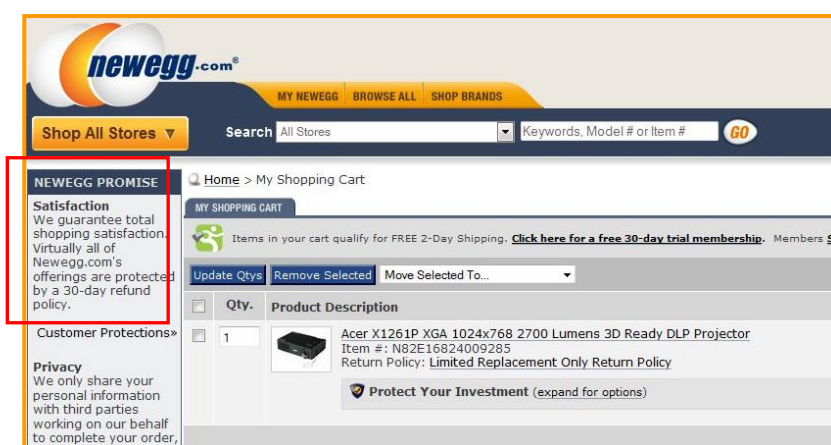 newegg.com®
MY NEWEGG BROWSE ALL SHOP BRANDS
Shop All Stores ▼ Search All Stores Keywords, Model # or Item # GO
NEWEGG PROMISE
Satisfaction
We guarantee total
shopping satisfaction.
Virtually all of
Newegg.com's
offerings are protected
by a 30-day refund
policy.
Customer Protections»
Privacy
We only share your
personal information
with third parties
working on our behalf
to complete your order,
Home > My Shopping Cart
MY SHOPPING CART
Items in your cart qualify for FREE 2-Day Shipping. Click here for a free 30-day trial membership. Members
Update Qtys Remove Selected Move Selected To...
Qty. Product Description
1 Acer X1261P XGA 1024x768 2700 Lumens 3D Ready DLP Projector
Item #: N82E16824009285
Return Policy: Limited Replacement Only Return Policy
Protect Your Investment (expand for options)